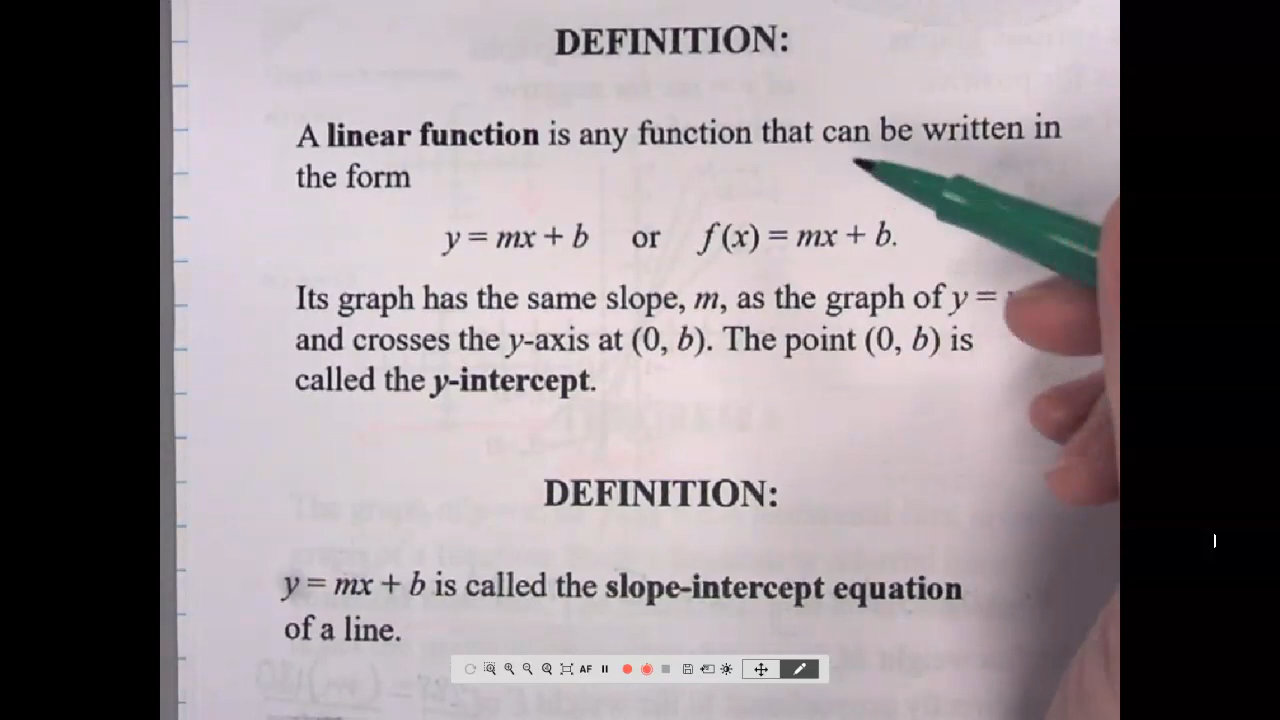 DEFINITION:
A linear function is any function that can be written in
the form
y = mx + b or f(x) = mx + b.
Its graph has the same slope, m, as the graph of y =
and crosses the y-axis at (0, b). The point (0, b) is
called the y-intercept.
DEFINITION:
y = mx + b is called the slope-intercept equation
of a line.
AF